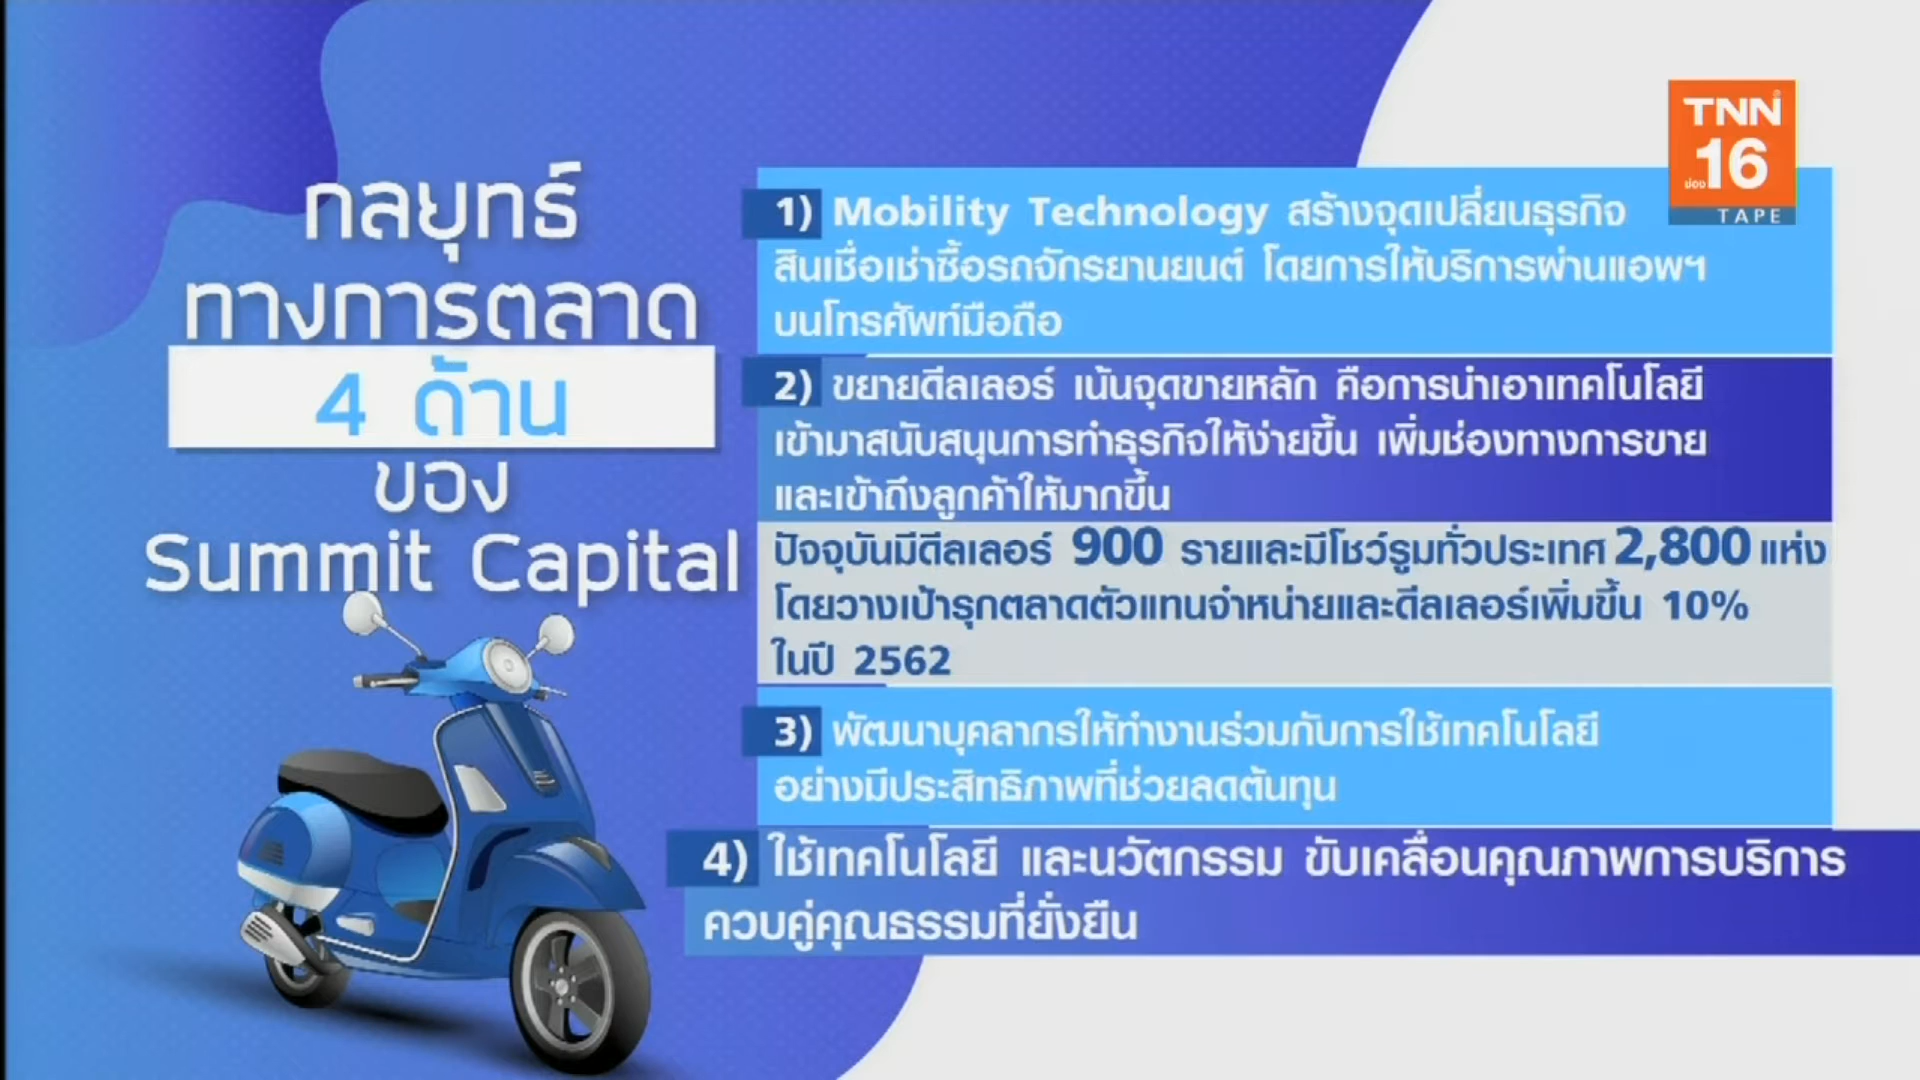 กลยุทธ์
ทางการตลาด
4 ด้าน
ของ
Summit Capital
TNN
ช่อง 16
TAPE
1) Mobility Technology สร้างจุดเปลี่ยนธุรกิจ
สินเชื่อเช่าซื้อรถจักรยานยนต์ โดยการให้บริการผ่านแอพฯ
บนโทรศัพท์มือถือ
2) ขยายดีลเลอร์ เน้นจุดขายหลัก คือการนำเอาเทคโนโลยี
เข้ามาสนับสนุนการทำธุรกิจให้ง่ายขึ้น เพิ่มช่องทางการขาย
และเข้าถึงลูกค้าให้มากขึ้น
ปัจจุบันมีดีลเลอร์ 900 รายและมีโชว์รูมทั่วประเทศ 2,800 แห่ง
โดยวางเป้ารุกตลาดตัวแทนจำหน่ายและดีลเลอร์เพิ่มขึ้น 10%
ในปี 2562
3) พัฒนาบุคลากรให้ทำงานร่วมกับการใช้เทคโนโลยี
อย่างมีประสิทธิภาพที่ช่วยลดต้นทุน
4) ใช้เทคโนโลยี และนวัตกรรม ขับเคลื่อนคุณภาพการบริการ
ควบคู่คุณธรรมที่ยั่งยืน